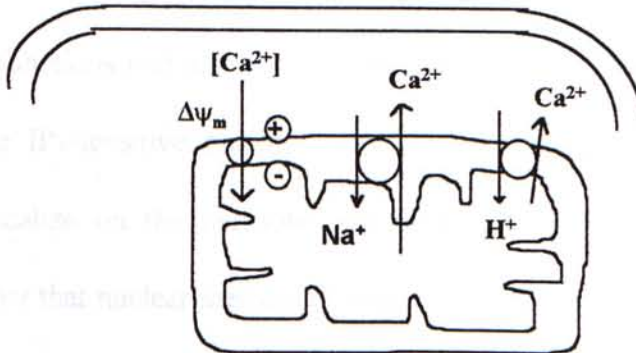 [Ca²⁺]
Ca²⁺
Ca²⁺
Δψₘ
+
-
Na⁺
H⁺